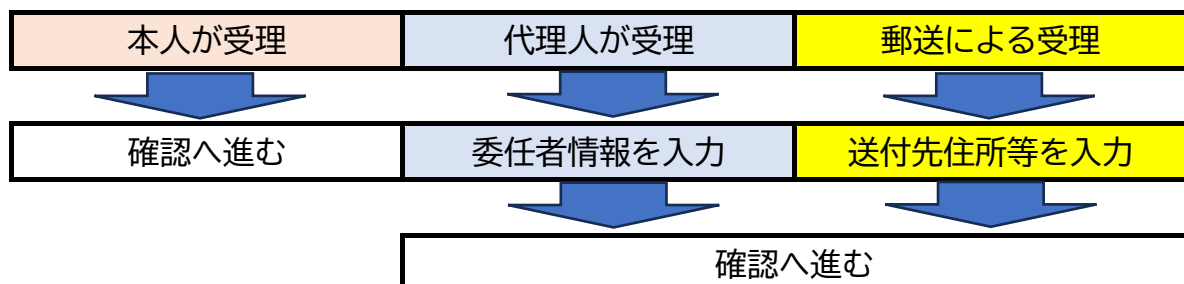 本人が受理
代理人が受理
郵送による受理
確認へ進む
委任者情報を入力
送付先住所等を入力
確認へ進む